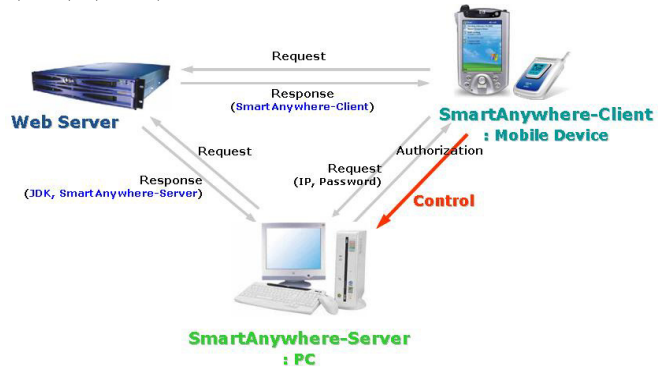 Request
Response
(SmartAnywhere-Client)
Web Server
SmartAnywhere-Client
: Mobile Device
Request
Authorization
Request
(IP, Password)
Response
(JDK, SmartAnywhere-Server)
Control
SmartAnywhere-Server
: PC